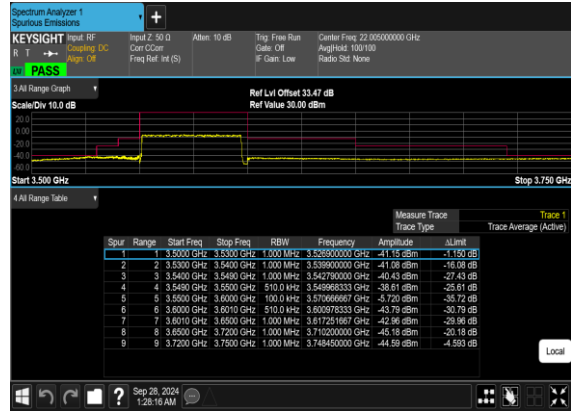 Spectrum Analyzer 1
Spurious Emissions
KEYSIGHT Input: RF Input Z: 50 Ω Atten: 10 dB Trig: Free Run Center Freq: 22.005000000 GHz
R T Coupling: DC Corr CCorr Gate: Off Avg|Hold: 100/100
Align: Off Freq Ref: Int (S) IF Gain: Low Radio Std: None
PASS
3 All Range Graph
Ref Lvl Offset 33.47 dB
Scale/Div 10.0 dB Ref Value 30.00 dBm
20.0
0.00
-20.0
-40.0
-60.0
Start 3.500 GHz Stop 3.750 GHz
4 All Range Table
Measure Trace Trace 1
Trace Type Trace Average (Active)
Spur Range Start Freq Stop Freq RBW Frequency Amplitude ΔLimit
1 1 3.5000 GHz 3.5300 GHz 1.000 MHz 3.526900000 GHz -41.15 dBm -1.150 dB
2 2 3.5300 GHz 3.5400 GHz 1.000 MHz 3.539900000 GHz -41.08 dBm -16.08 dB
3 3 3.5400 GHz 3.5490 GHz 1.000 MHz 3.542790000 GHz -40.43 dBm -27.43 dB
4 4 3.5490 GHz 3.5500 GHz 510.0 kHz 3.549968333 GHz -38.61 dBm -25.61 dB
5 5 3.5500 GHz 3.6000 GHz 100.0 kHz 3.570666667 GHz -5.720 dBm -35.72 dB
6 6 3.6000 GHz 3.6010 GHz 510.0 kHz 3.600978333 GHz -43.79 dBm -30.79 dB
7 7 3.6010 GHz 3.6500 GHz 1.000 MHz 3.617251667 GHz -42.96 dBm -29.96 dB
8 8 3.6500 GHz 3.7200 GHz 1.000 MHz 3.710200000 GHz -45.18 dBm -20.18 dB
9 9 3.7200 GHz 3.7500 GHz 1.000 MHz 3.748450000 GHz -44.59 dBm -4.593 dB
Local
Sep 28, 2024
1:28:16 AM